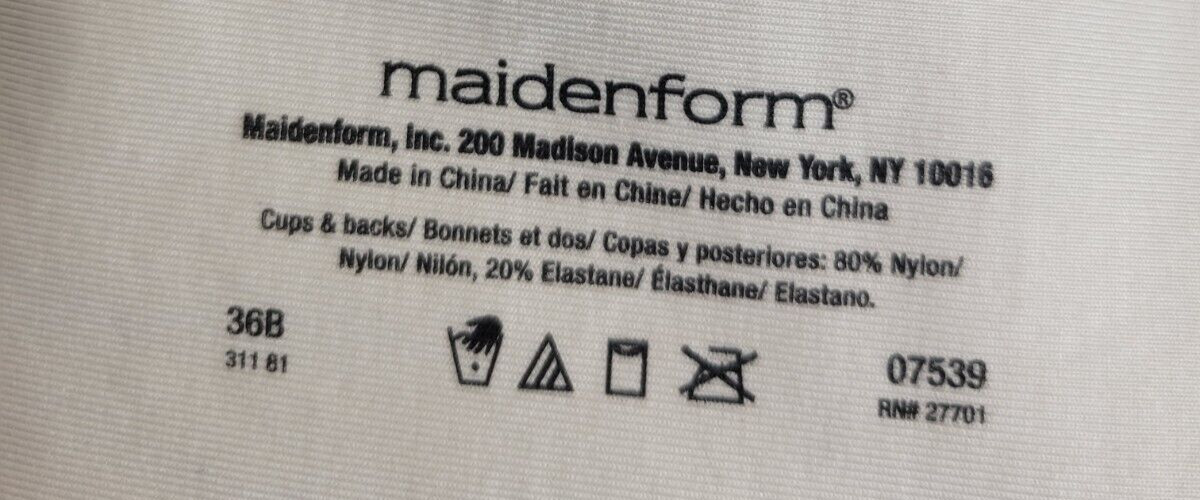 maidenform®
Maidenform, Inc. 200 Madison Avenue, New York, NY 10016
Made in China/ Fait en Chine/ Hecho en China
Cups & backs/ Bonnets et dos/ Copas y posteriores: 80% Nylon/
Nylon/ Nilón, 20% Elastane/ Élasthane/ Elastano.
36B
311 81
07539
RN# 27701